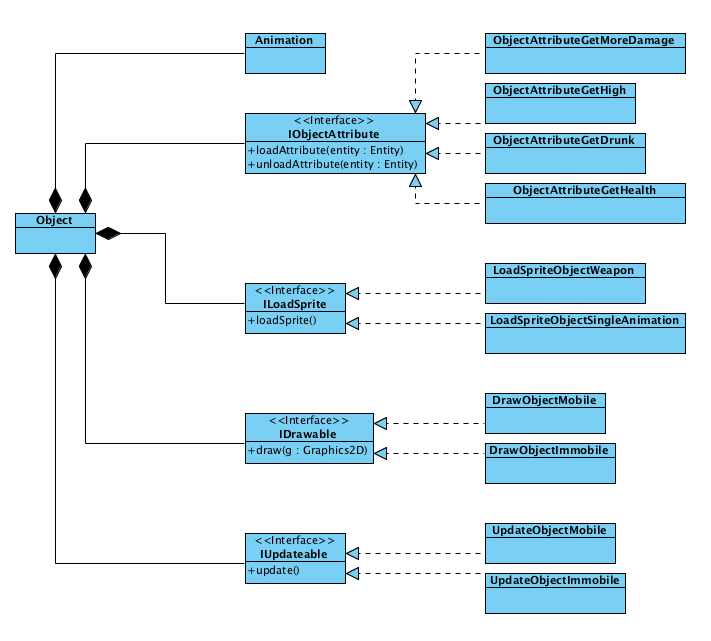 Animation
ObjectAttributeGetMoreDamage
ObjectAttributeGetHigh
<<Interface>>
IObjectAttribute
+loadAttribute(entity : Entity)
+unloadAttribute(entity : Entity)
ObjectAttributeGetDrunk
ObjectAttributeGetHealth
Object
<<Interface>>
ILoadSprite
+loadSprite()
LoadSpriteObjectWeapon
LoadSpriteObjectSingleAnimation
<<Interface>>
IDrawable
+draw(g : Graphics2D)
DrawObjectMobile
DrawObjectImmobile
<<Interface>>
IUpdateable
+update()
UpdateObjectMobile
UpdateObjectImmobile